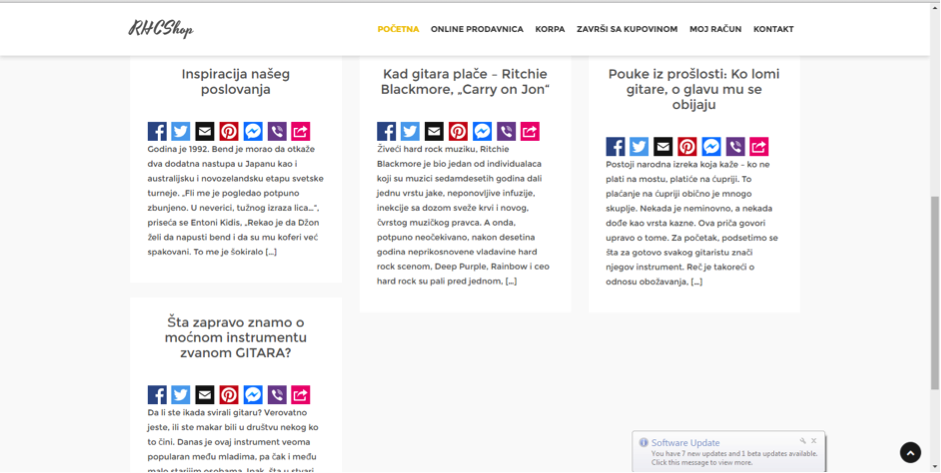 RHCShop
POČETNA ONLINE PRODAVNICA KORPA ZAVRŠI SA KUPOVINOM MOJ RAČUN KONTAKT
Inspiracija našeg
poslovanja
Godina je 1992. Bend je morao da otkaže
dva dodatna nastupa u Japanu kao i
australijsku i novozelandsku etapu svetske
turneje. „Fli me je pogledao potpuno
zbunjeno. U neverici, tužnog izraza lica...“,
priseća se Entoni Kidis, „Rekao je da Džon
želi da napusti bend i da su mu koferi već
spakovani. To me je šokiralo [...]
Kad gitara plače – Ritchie
Blackmore, „Carry on Jon“
Živeći hard rock muziku, Ritchie
Blackmore je bio jedan od individualaca
koji su muzici sedamdesetih godina dali
jednu vrstu jake, neponovljive infuzije,
inekcije sa dozom sveže krvi i novog,
čvrstog muzičkog pravca. A onda,
potpuno neočekivano, nakon desetina
godina neprikosnovene vladavine hard
rock scenom, Deep Purple, Rainbow i ceo
hard rock su pali pred jednom, [...]
Pouke iz prošlosti: Ko lomi
gitare, o glavu mu se
obijaju
Postoji narodna izreka koja kaže – ko ne
plati na mostu, platiće na ćupriji. To
plaćanje na ćupriji obično je mnogo
skuplje. Nekada je neminovno, a nekada
dođe kao vrsta kazne. Ova priča govori
upravo o tome. Za početak, podsetimo se
šta za gotovo svakog gitaristu znači
njegov instrument. Reč je takoreći o
odnosu obožavanja, [...]
Šta zapravo znamo o
moćnom instrumentu
zvanom GITARA?
Da li ste ikada svirali gitaru? Verovatno
jeste, ili ste makar bili u društvu nekog ko
to čini. Danas je ovaj instrument veoma
popularan među mladima, pa čak i među
malo starijim osobama. Ipak, šta u stvari
Software Update
You have 7 new updates and 1 beta updates available.
Click this message to view more.